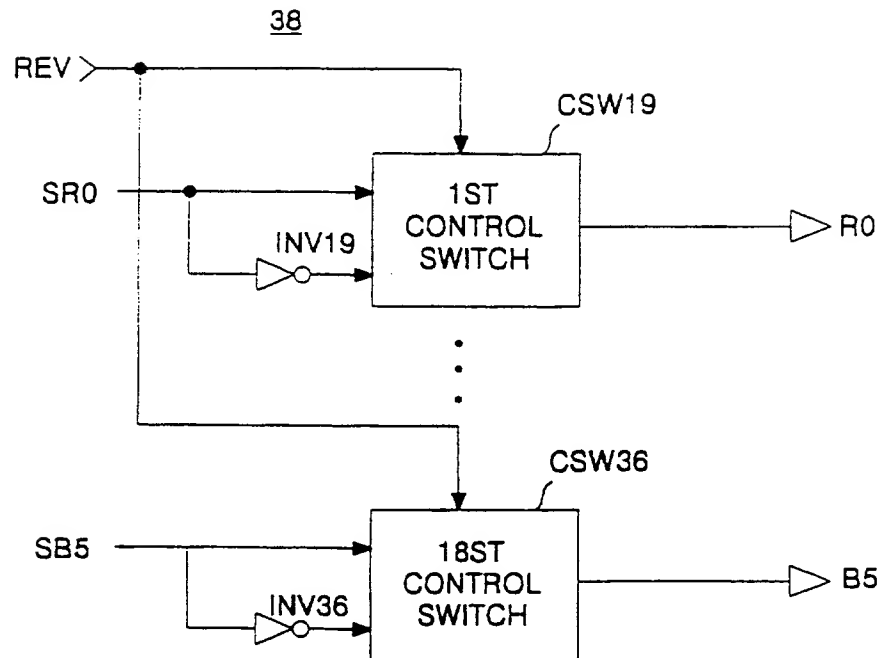 38
REV
CSW19
SR0
1ST
CONTROL
SWITCH
R0
INV19
CSW36
SB5
18ST
CONTROL
SWITCH
B5
INV36